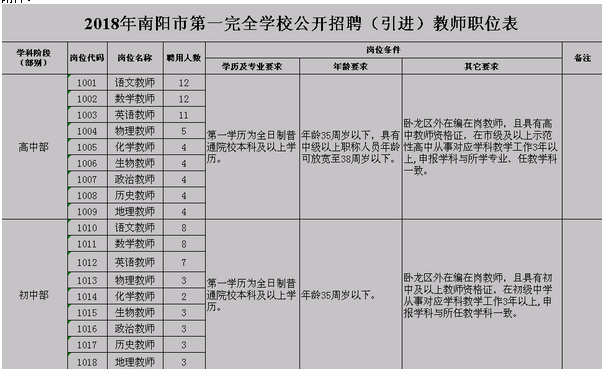 2018年南阳市第一完全学校公开招聘（引进）教师职位表
学科阶段（部别） 岗位代码 岗位名称 聘用人数 岗位条件 备注
学历及专业要求 年龄要求 其它要求
高中部
1001 语文教师 12
1002 数学教师 12
1003 英语教师 11
1004 物理教师 5
1005 化学教师 4
1006 生物教师 4
1007 政治教师 4
1008 历史教师 4
1009 地理教师 4
第一学历为全日制普
通院校本科及以上学
历。
年龄35周岁以下，具有
中级以上职称人员年龄
可放宽至38周岁以下。
卧龙区外在编在岗教师，且具有高
中教师资格证，在市级及以上示范
性高中从事对应学科教学工作3年以
上,申报学科与所学专业、任教学科
一致。
初中部
1010 语文教师 8
1011 数学教师 8
1012 英语教师 7
1013 物理教师 3
1014 化学教师 2
1015 生物教师 3
1016 政治教师 3
1017 历史教师 3
1018 地理教师 3
第一学历为全日制普
通院校本科及以上学
历。
年龄35周岁以下。
卧龙区外在编在岗教师，且具有初
中及以上教师资格证，在初级中学
从事对应学科教学工作3年以上,申
报学科与所任教学科一致。